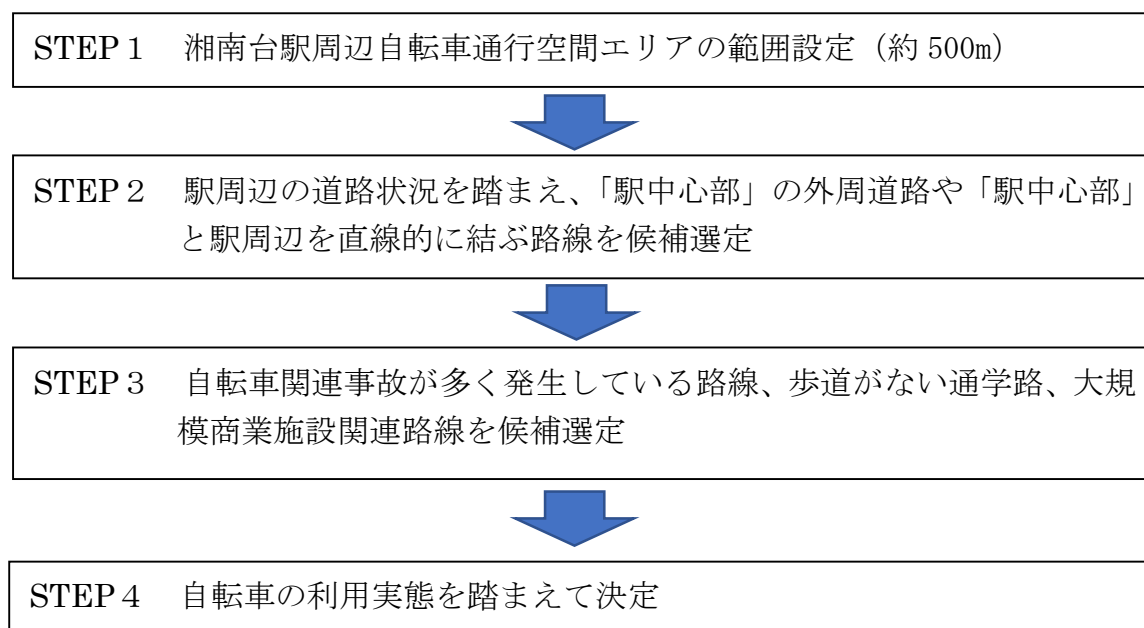 STEP１　湘南台駅周辺自転車通行空間エリアの範囲設定（約 500m）
STEP２　駅周辺の道路状況を踏まえ、「駅中心部」の外周道路や「駅中心部」
と駅周辺を直線的に結ぶ路線を候補選定
STEP３　自転車関連事故が多く発生している路線、歩道がない通学路、大規
模商業施設関連路線を候補選定
STEP４　自転車の利用実態を踏まえて決定